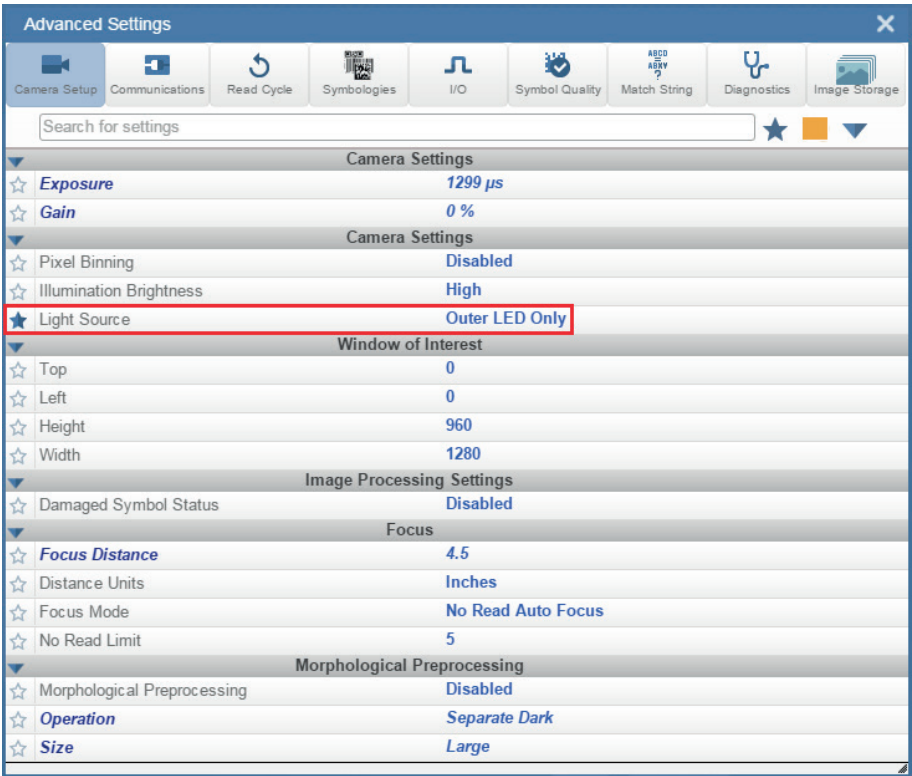 Advanced Settings
Camera Setup Communications Read Cycle Symbologies I/O Symbol Quality Match String Diagnostics Image Storage
ABCD
ABNY
?
Search for settings
Camera Settings
Exposure 1299 µs
Gain 0 %
Camera Settings
Pixel Binning Disabled
Illumination Brightness High
Light Source Outer LED Only
Window of Interest
Top 0
Left 0
Height 960
Width 1280
Image Processing Settings
Damaged Symbol Status Disabled
Focus
Focus Distance 4.5
Distance Units Inches
Focus Mode No Read Auto Focus
No Read Limit 5
Morphological Preprocessing
Morphological Preprocessing Disabled
Operation Separate Dark
Size Large